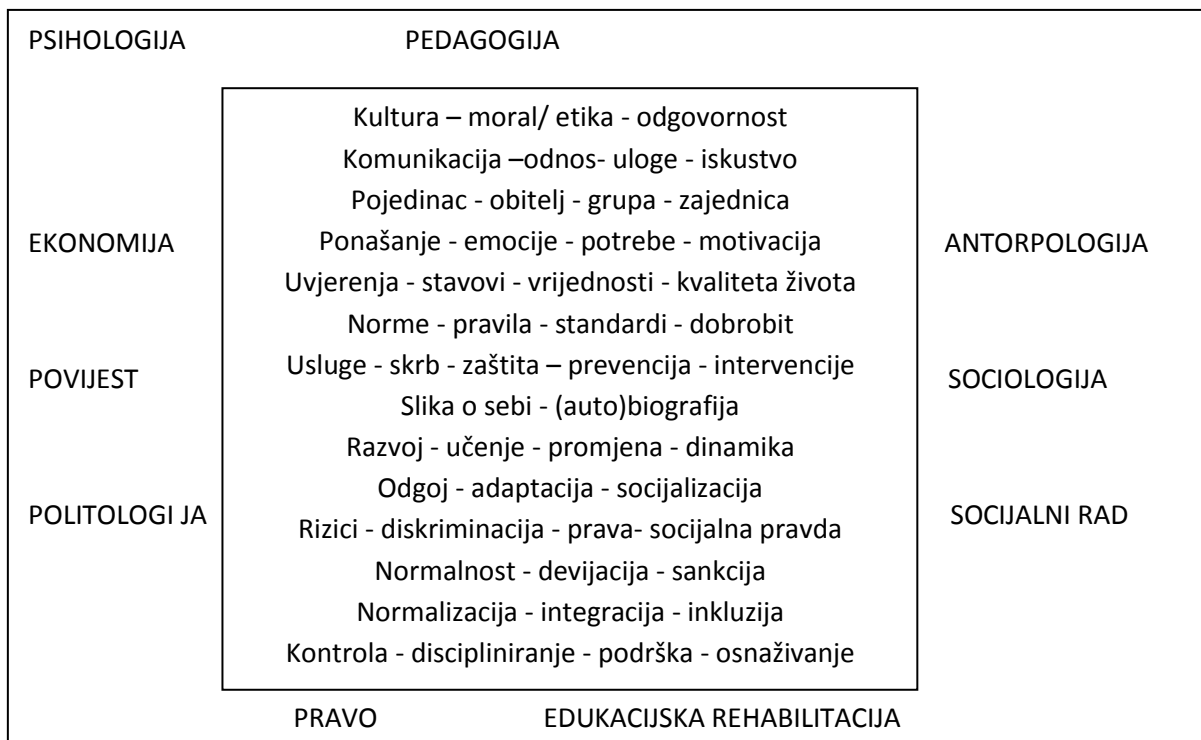 PSIHOLOGIJA PEDAGOGIJA
Kultura – moral/ etika - odgovornost
Komunikacija –odnos- uloge - iskustvo
Pojedinac - obitelj - grupa - zajednica
EKONOMIJA Ponašanje - emocije - potrebe - motivacija ANTORPOLOGIJA
Uvjerenja - stavovi - vrijednosti - kvaliteta života
Norme - pravila - standardi - dobrobit
POVIJEST Usluge - skrb - zaštita – prevencija - intervencije SOCIOLOGIJA
Slika o sebi - (auto)biografija
Razvoj - učenje - promjena - dinamika
Odgoj - adaptacija - socijalizacija
POLITOLOGI JA Rizici - diskriminacija - prava- socijalna pravda SOCIJALNI RAD
Normalnost - devijacija - sankcija
Normalizacija - integracija - inkluzija
Kontrola - discipliniranje - podrška - osnaživanje
PRAVO EDUKACIJSKA REHABILITACIJA